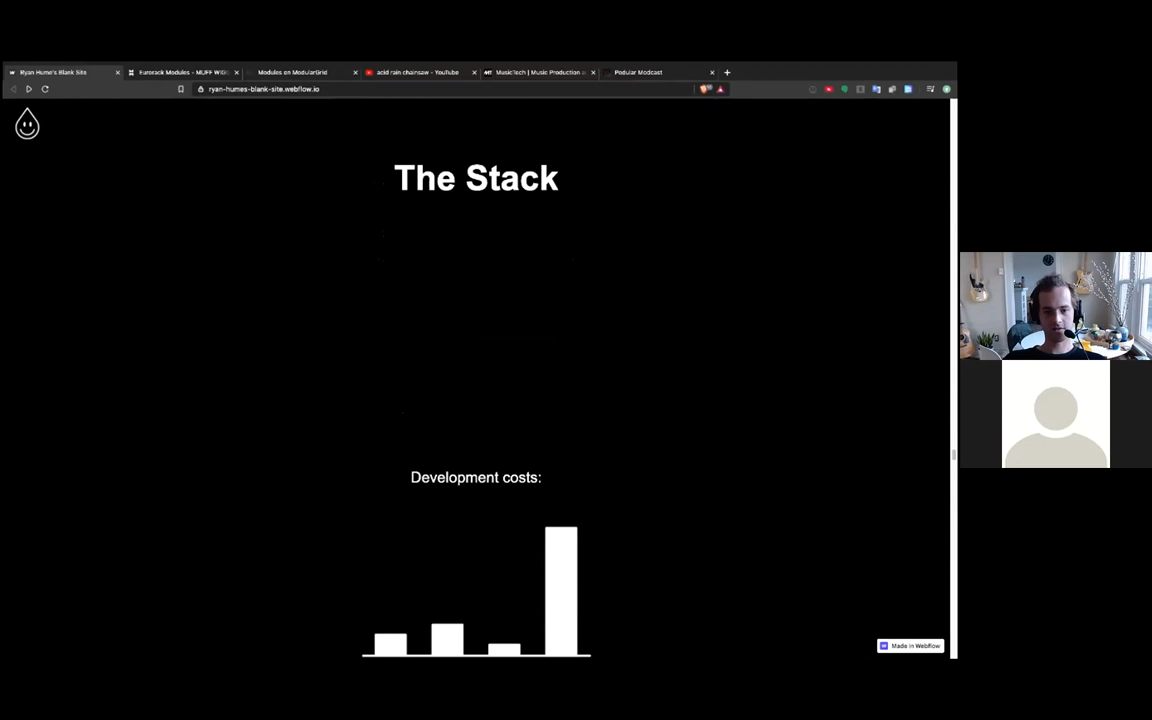 Ryan Hume's Blank Site
Eurorack Modules - MUFF WIG
Modules on ModularGrid
acid rain chainsaw - YouTube
MusicTech | Music Production a
Podular Modcast
ryan-humes-blank-site.webflow.io
The Stack
Development costs:
Made in Webflow